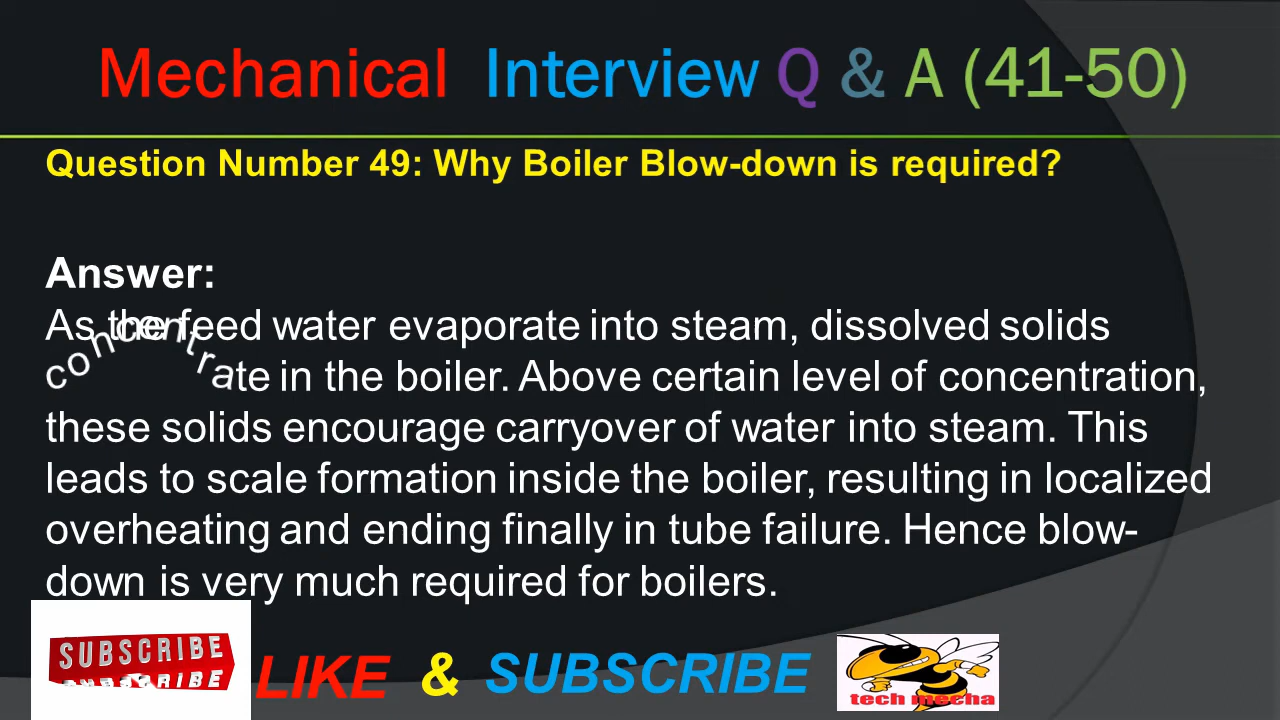 Mechanical Interview Q & A (41-50)
Question Number 49: Why Boiler Blow-down is required?
Answer:
As the feed water evaporate into steam, dissolved solids
concentrate in the boiler. Above certain level of concentration,
these solids encourage carryover of water into steam. This
leads to scale formation inside the boiler, resulting in localized
overheating and ending finally in tube failure. Hence blow-
down is very much required for boilers.
SUBSCRIBE
SUBSCRIBE
LIKE & SUBSCRIBE
tech mecha